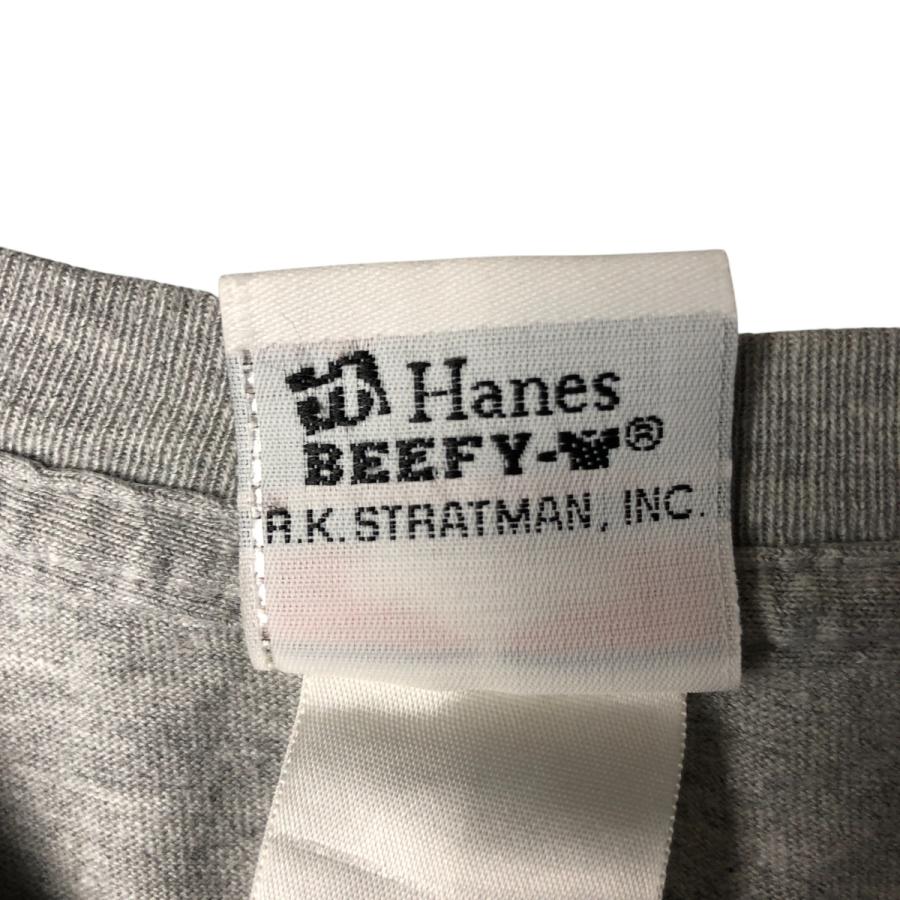 Hanes
BEEFY-T®
R.K. STRATMAN, INC.